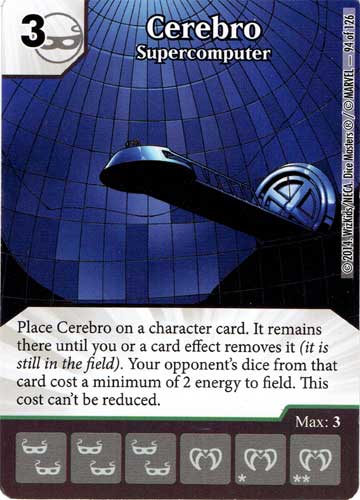 3
Cerebro
Supercomputer
© 2014 WizKids/NECA. Dice Masters / © MARVEL — 94 of 126
Place Cerebro on a character card. It remains
there until you or a card effect removes it (it is
still in the field). Your opponent's dice from that
card cost a minimum of 2 energy to field. This
cost can't be reduced.
Max: 3
* **